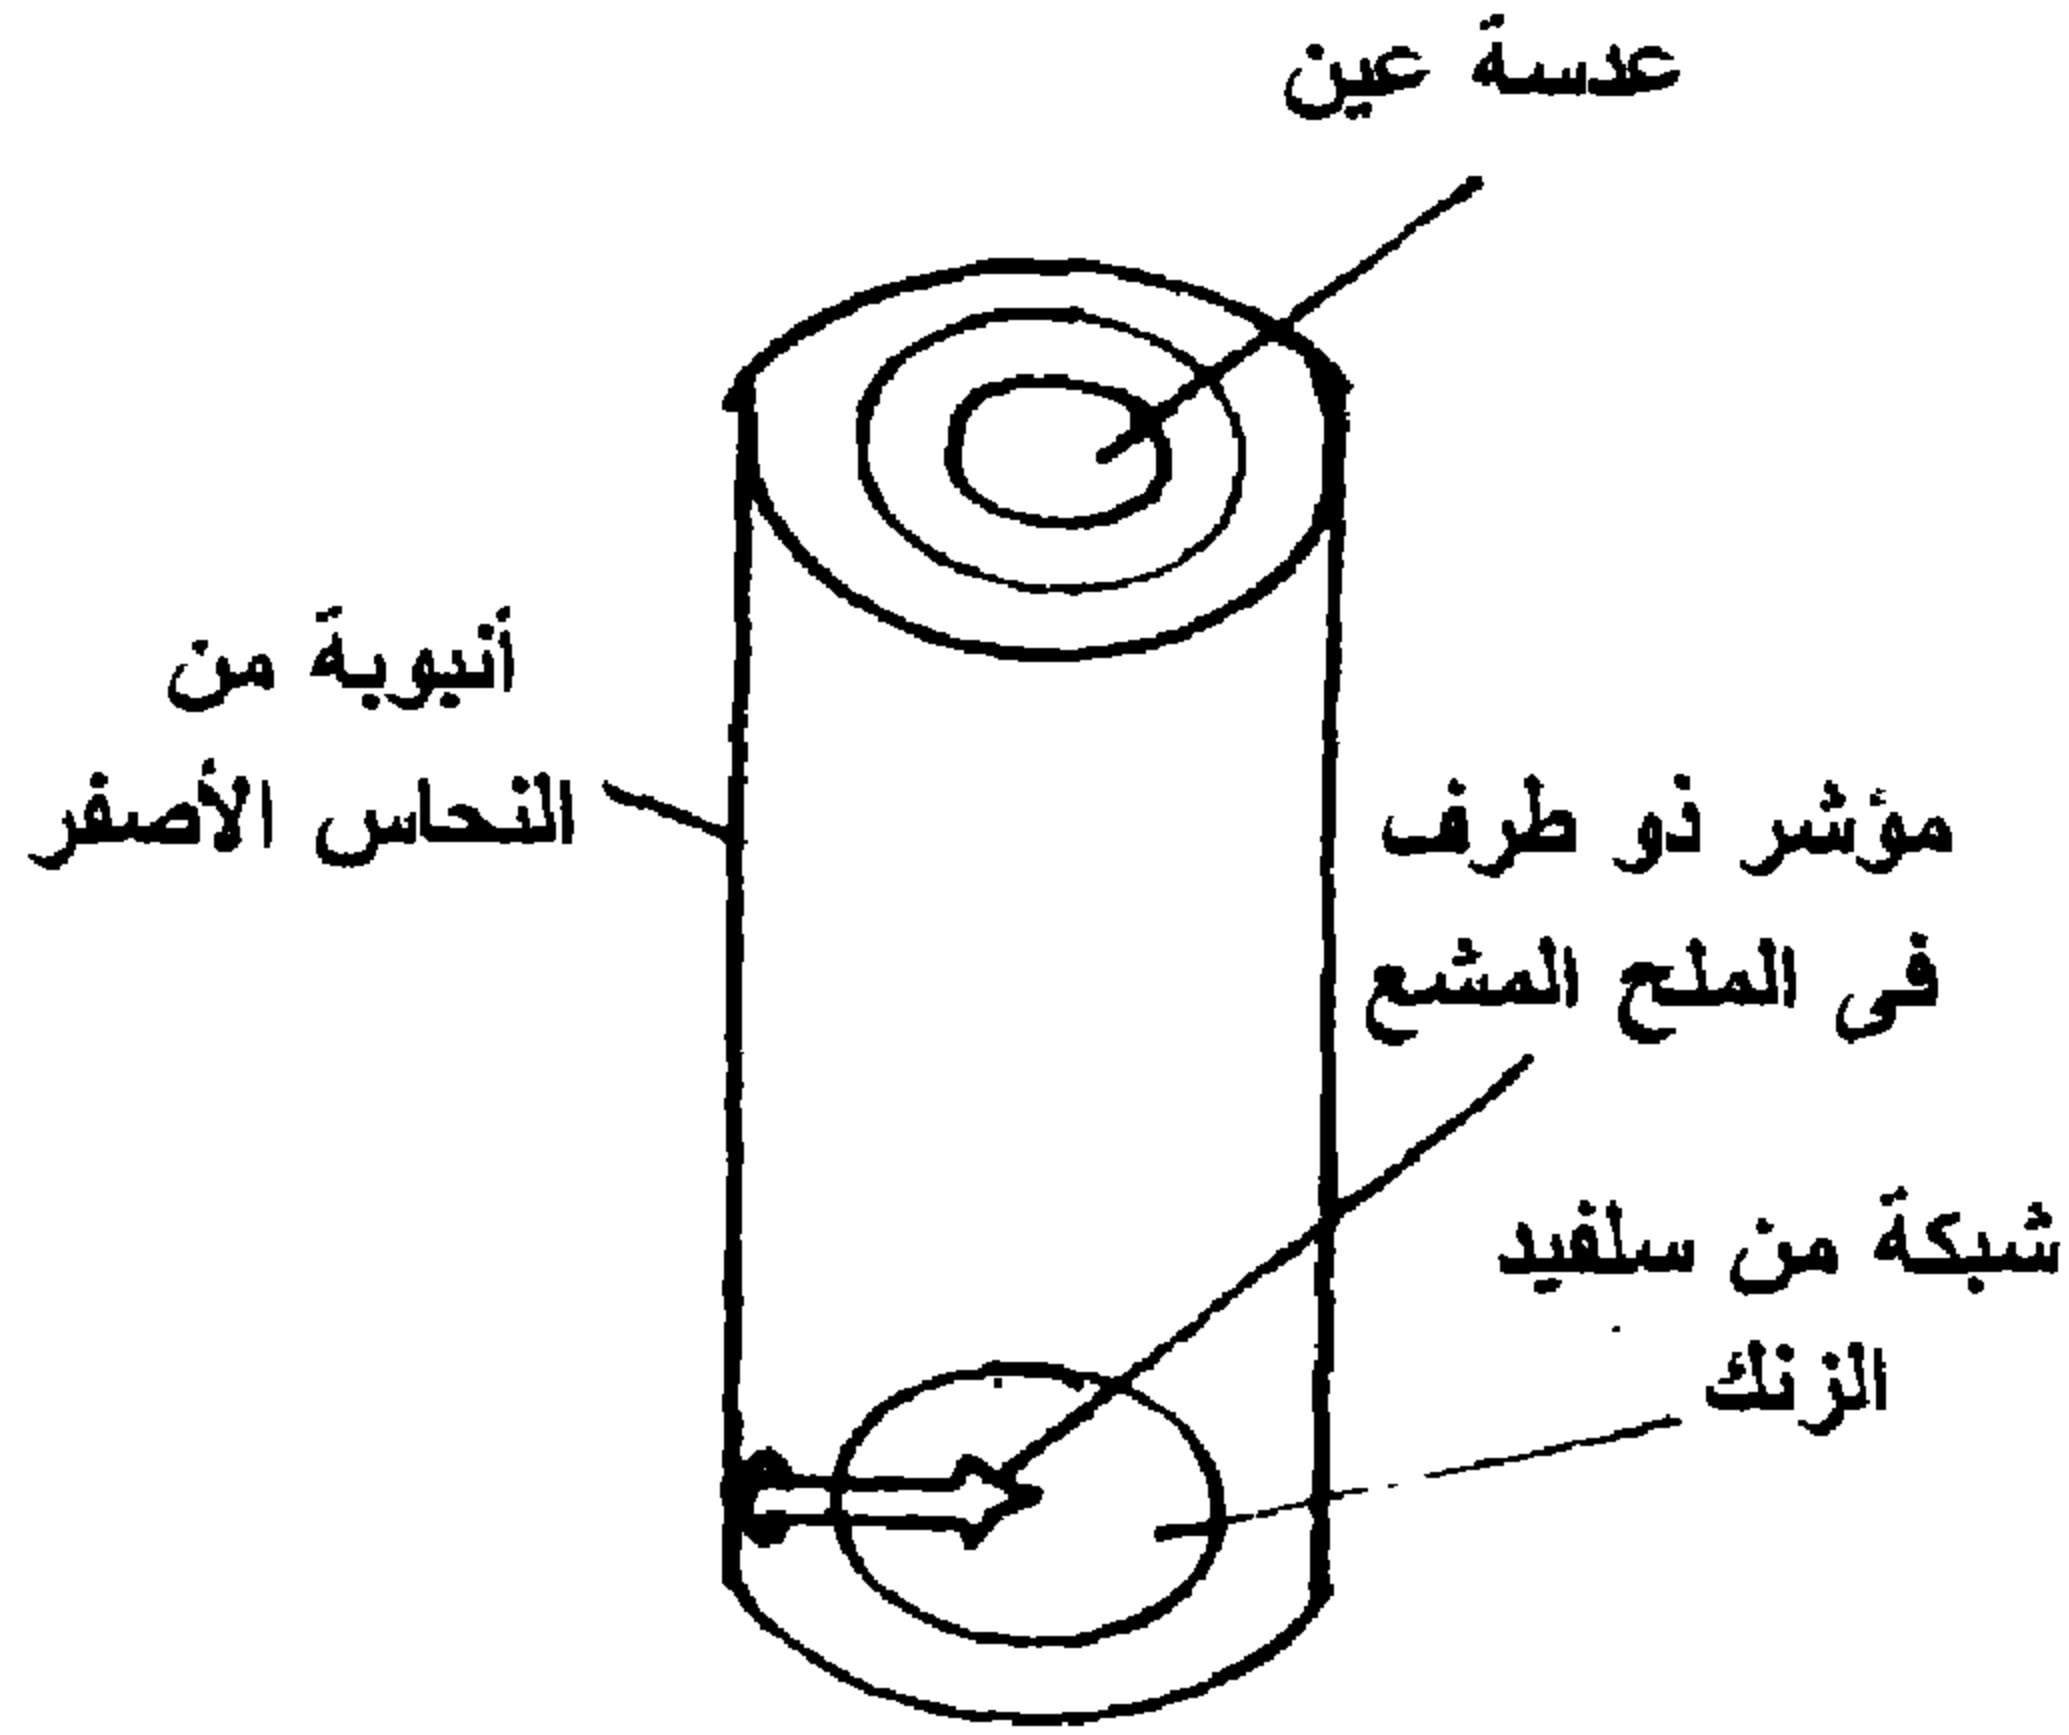 عدسة عين
أنبوبة من
النحاس الأصفر
مؤشر ذو طرف
فى الملح المشع
شبكة من سلفيد
الزنك